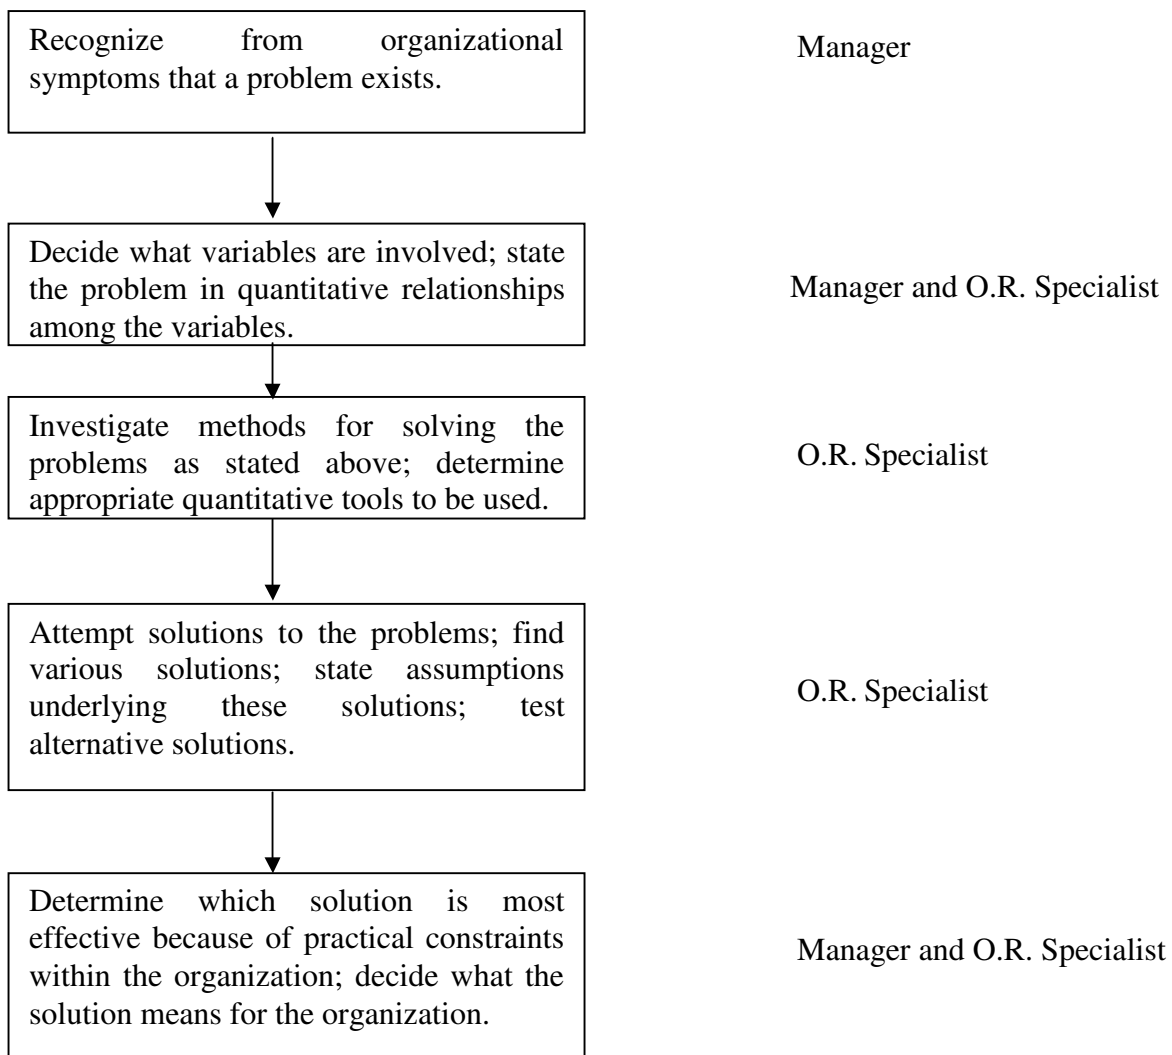 Recognize from organizational
symptoms that a problem exists.
Manager
Decide what variables are involved; state
the problem in quantitative relationships
among the variables.
Manager and O.R. Specialist
Investigate methods for solving the
problems as stated above; determine
appropriate quantitative tools to be used.
O.R. Specialist
Attempt solutions to the problems; find
various solutions; state assumptions
underlying these solutions; test
alternative solutions.
O.R. Specialist
Determine which solution is most
effective because of practical constraints
within the organization; decide what the
solution means for the organization.
Manager and O.R. Specialist